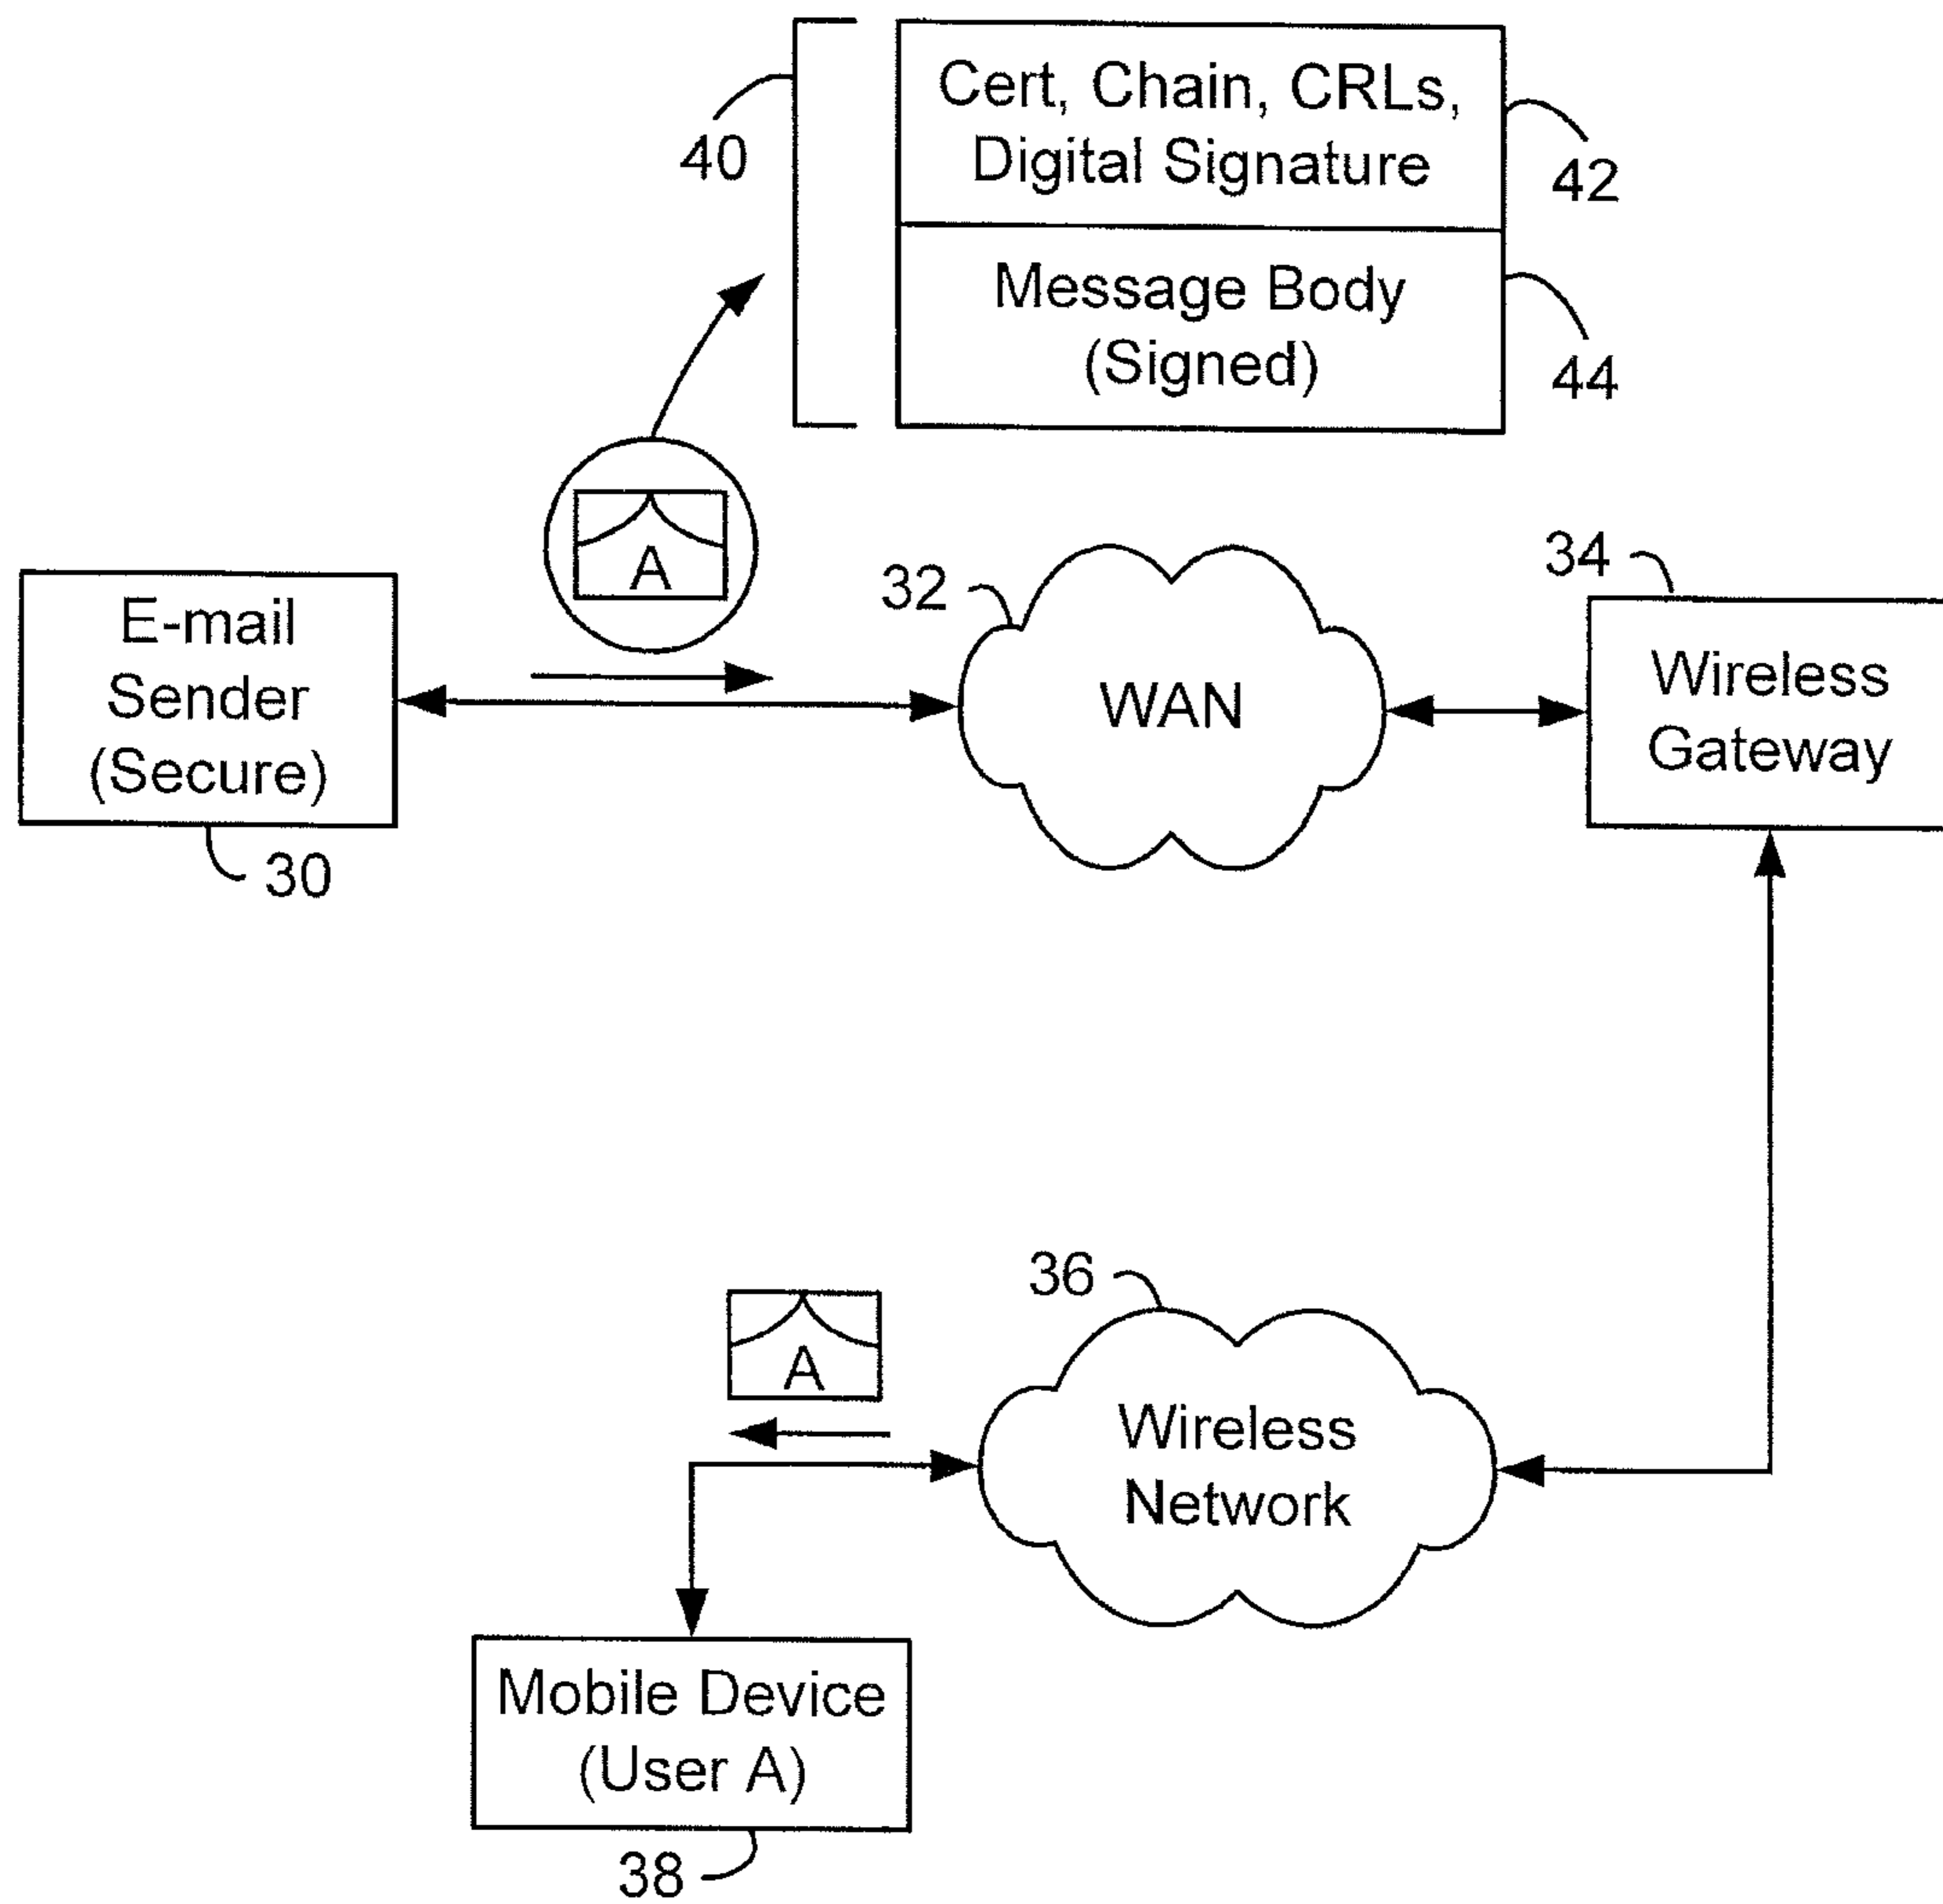 Cert, Chain, CRLs,
Digital Signature
40
42
Message Body
(Signed)
44
A
E-mail
Sender
(Secure)
30
32
WAN
34
Wireless
Gateway
36
A
Wireless
Network
Mobile Device
(User A)
38